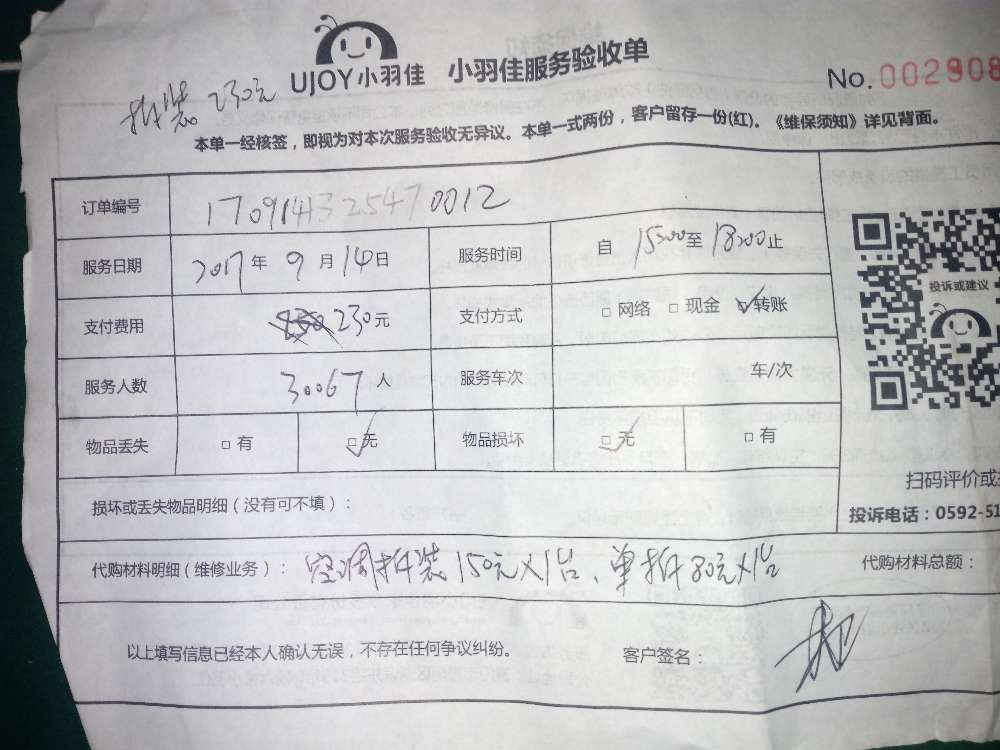 UJOY小羽佳 小羽佳服务验收单
No. 002908
拆装 230元
本单一经核签，即视为对本次服务验收无异议。本单一式两份，客户留存一份(红)。《维保须知》详见背面。
订单编号 170914325470012
服务日期 2017年9月14日 服务时间 自 15:00至18:00止
支付费用 230元 支付方式 □网络 □现金 ☑转账
服务人数 30067人 服务车次 车/次
物品丢失 □有 ☑无 物品损坏 ☑无 □有
投诉或建议
扫码评价或
损坏或丢失物品明细（没有可不填）：
投诉电话：0592-51
代购材料明细（维修业务）：空调拆装150元×1台、单拆80元×1台 代购材料总额：
以上填写信息已经本人确认无误，不存在任何争议纠纷。 客户签名：